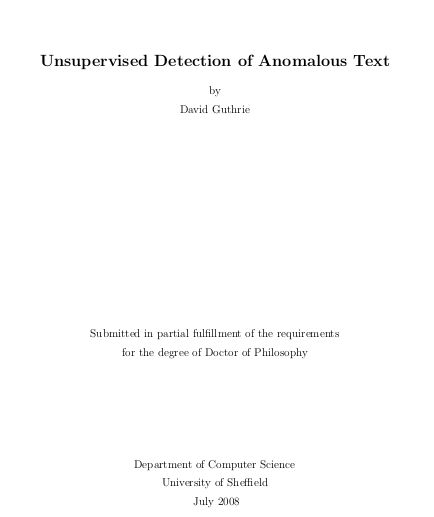 Unsupervised Detection of Anomalous Text
by
David Guthrie
Submitted in partial fulfillment of the requirements
for the degree of Doctor of Philosophy
Department of Computer Science
University of Sheffield
July 2008